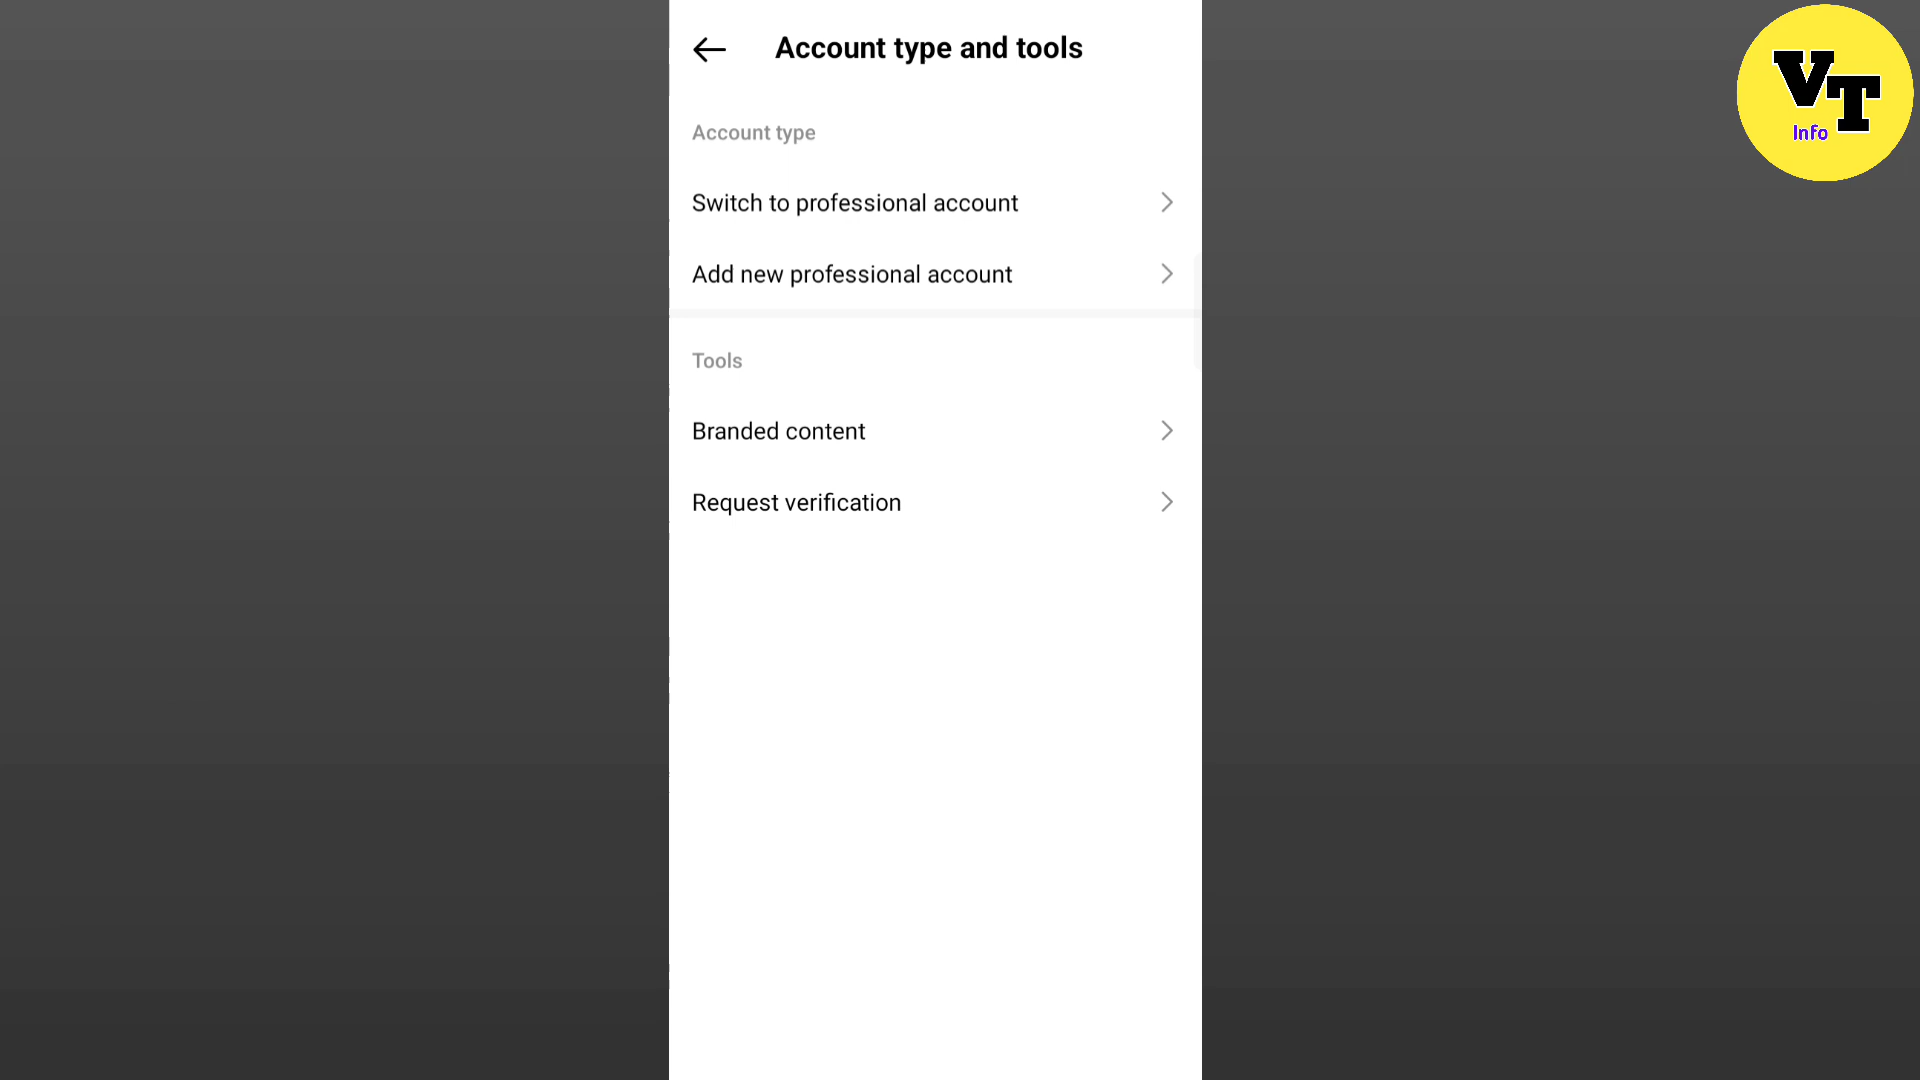 Account type and tools
Account type
Switch to professional account
Add new professional account
Tools
Branded content
Request verification
VT
Info